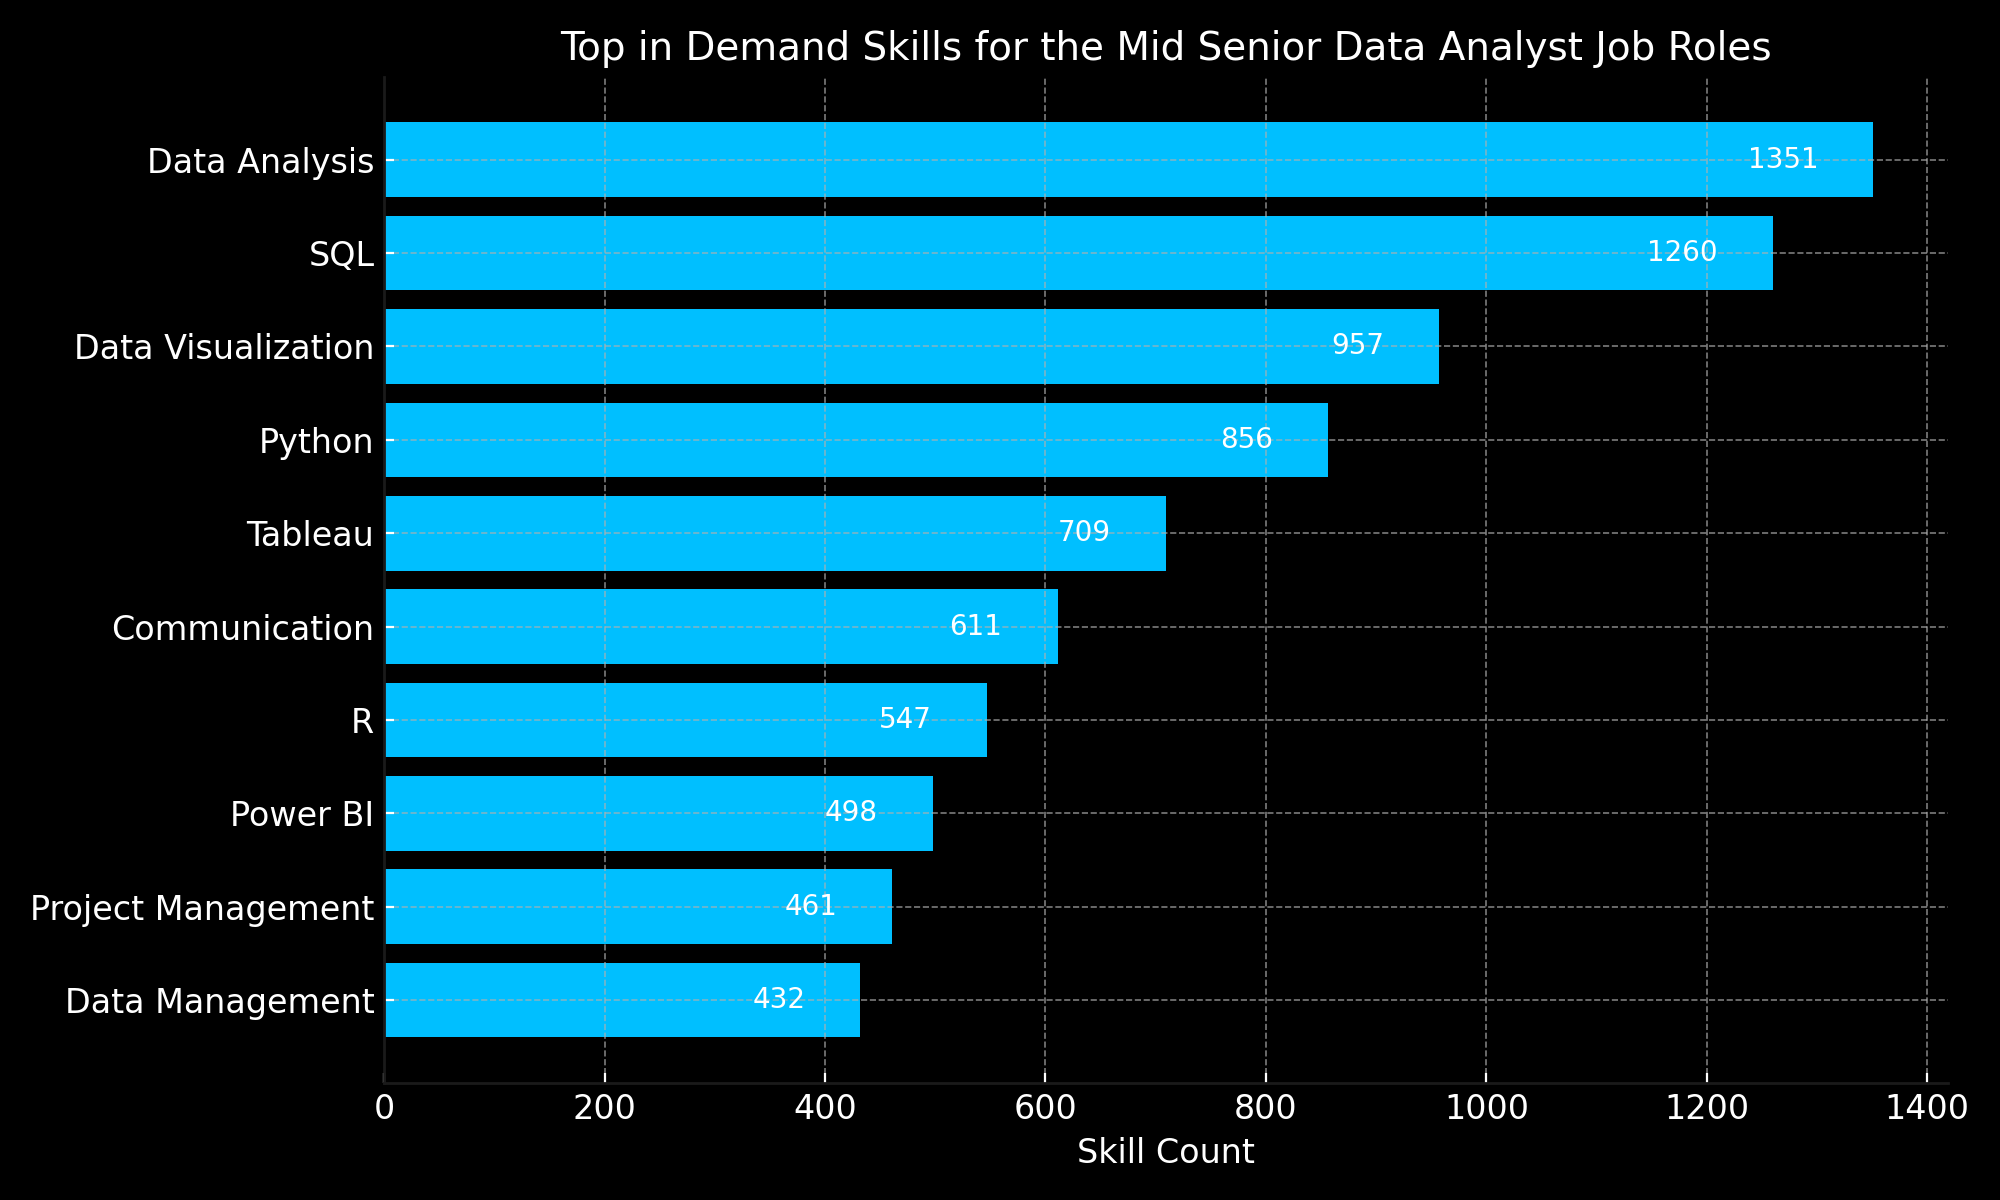 Top in Demand Skills for the Mid Senior Data Analyst Job Roles
Data Analysis 1351
SQL 1260
Data Visualization 957
Python 856
Tableau 709
Communication 611
R 547
Power BI 498
Project Management 461
Data Management 432
0 200 400 600 800 1000 1200 1400
Skill Count